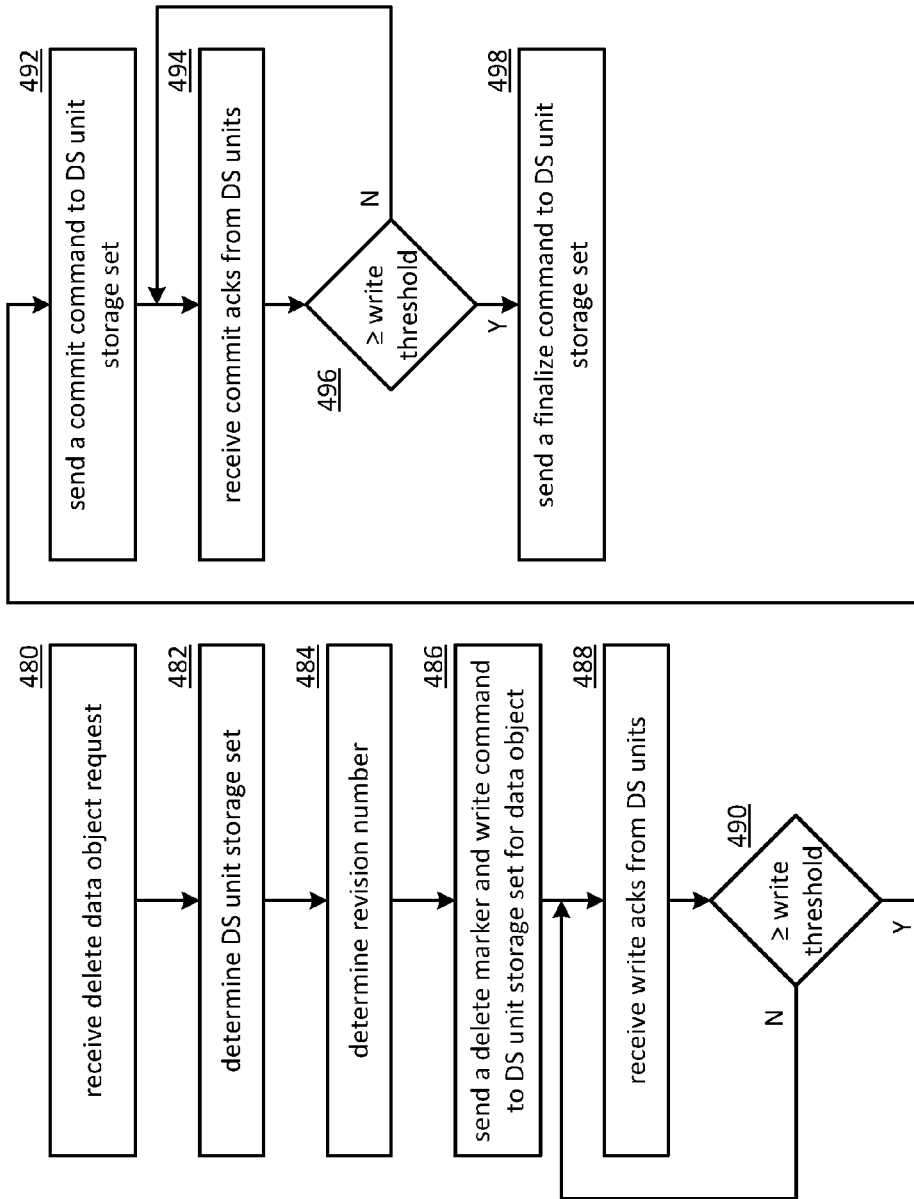 480
receive delete data object request
482
determine DS unit storage set
484
determine revision number
486
send a delete marker and write command
to DS unit storage set for data object
488
receive write acks from DS units
490
≥ write
threshold
N
Y
492
send a commit command to DS unit
storage set
494
receive commit acks from DS units
496
≥ write
threshold
N
Y
498
send a finalize command to DS unit
storage set